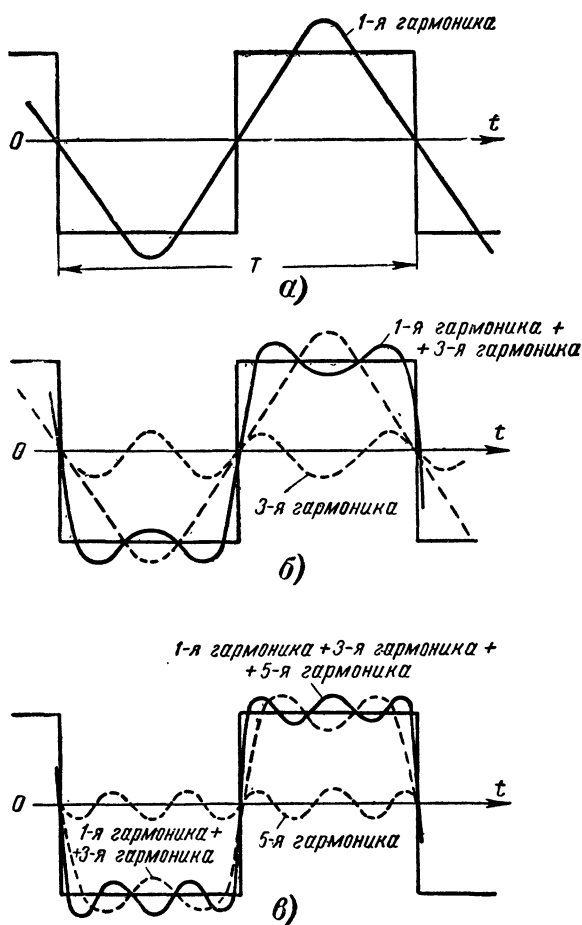 1-я гармоника
0
t
T
а)
1-я гармоника +
+ 3-я гармоника
0
t
3-я гармоника
б)
1-я гармоника + 3-я гармоника +
+ 5-я гармоника
0
t
1-я гармоника +
+3-я гармоника
5-я гармоника
в)